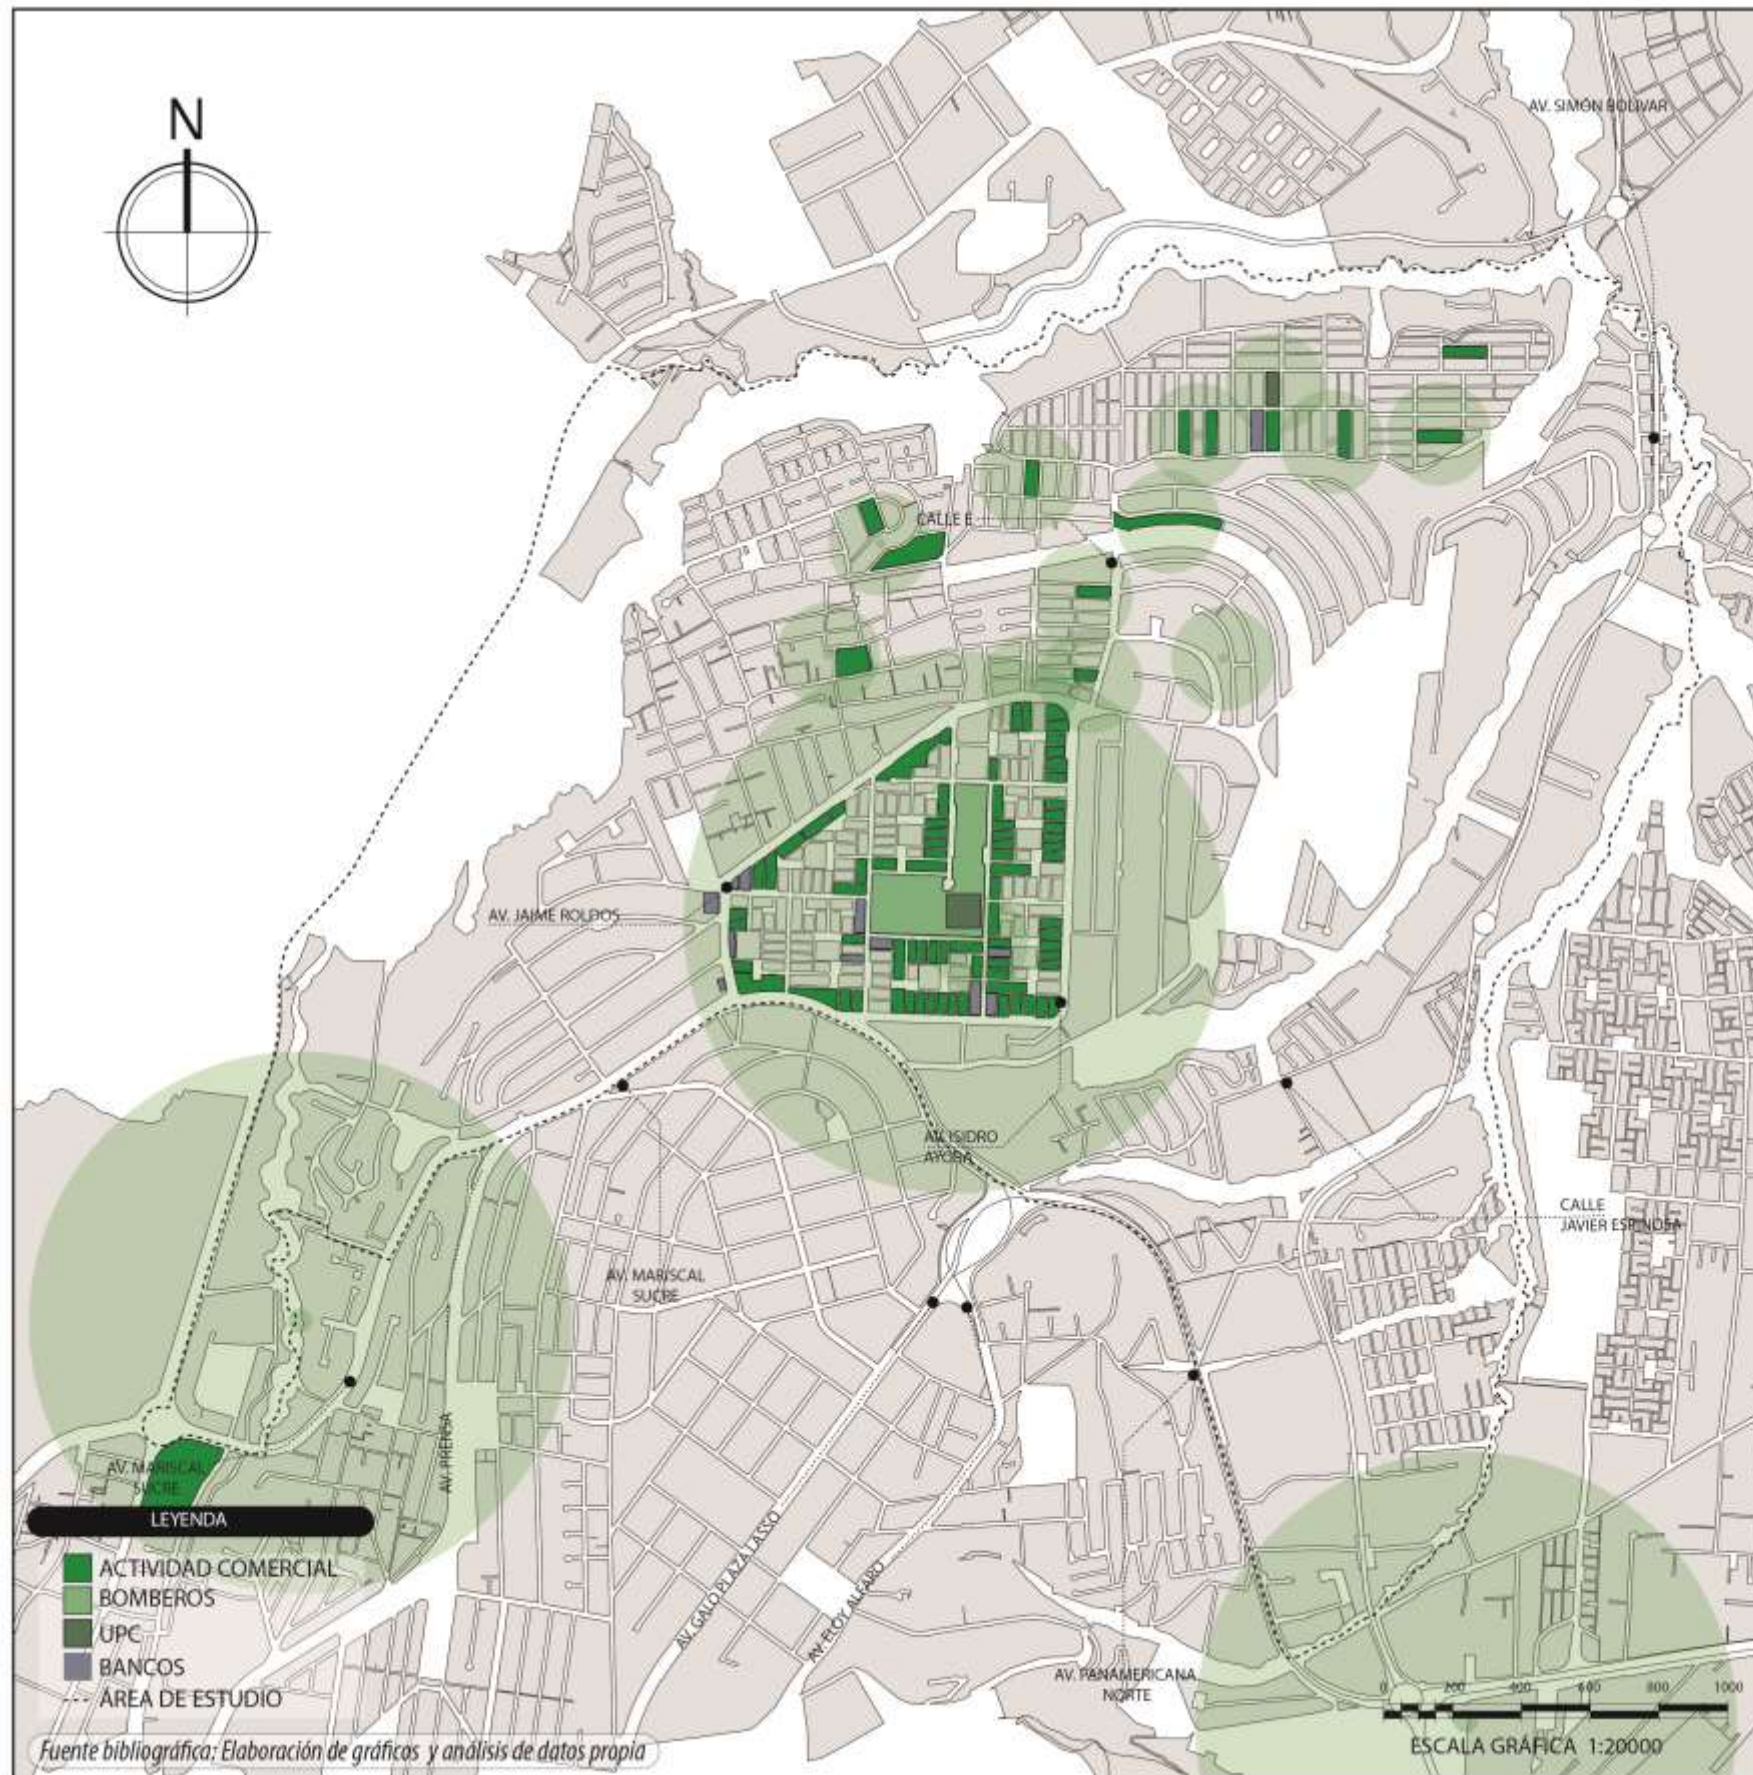 N
AV. SIMÓN BOLIVAR
CALLE E
AV. JAIME ROLDOS
AV. ISIDRO
AYORA
CALLE
JAVIER ESPINOSA
AV. MARISCAL
SUCRE
AV. PRENSA
AV. MARISCAL
SUCRE
AV. GALO PLAZA LASSO
AV. ELOY ALFARO
AV. PANAMERICANA
NORTE
LEYENDA
ACTIVIDAD COMERCIAL
BOMBEROS
UPC
BANCOS
ÁREA DE ESTUDIO
0 200 400 600 800 1000
ESCALA GRÁFICA 1:20000
Fuente bibliográfica: Elaboración de gráficos y análisis de datos propia